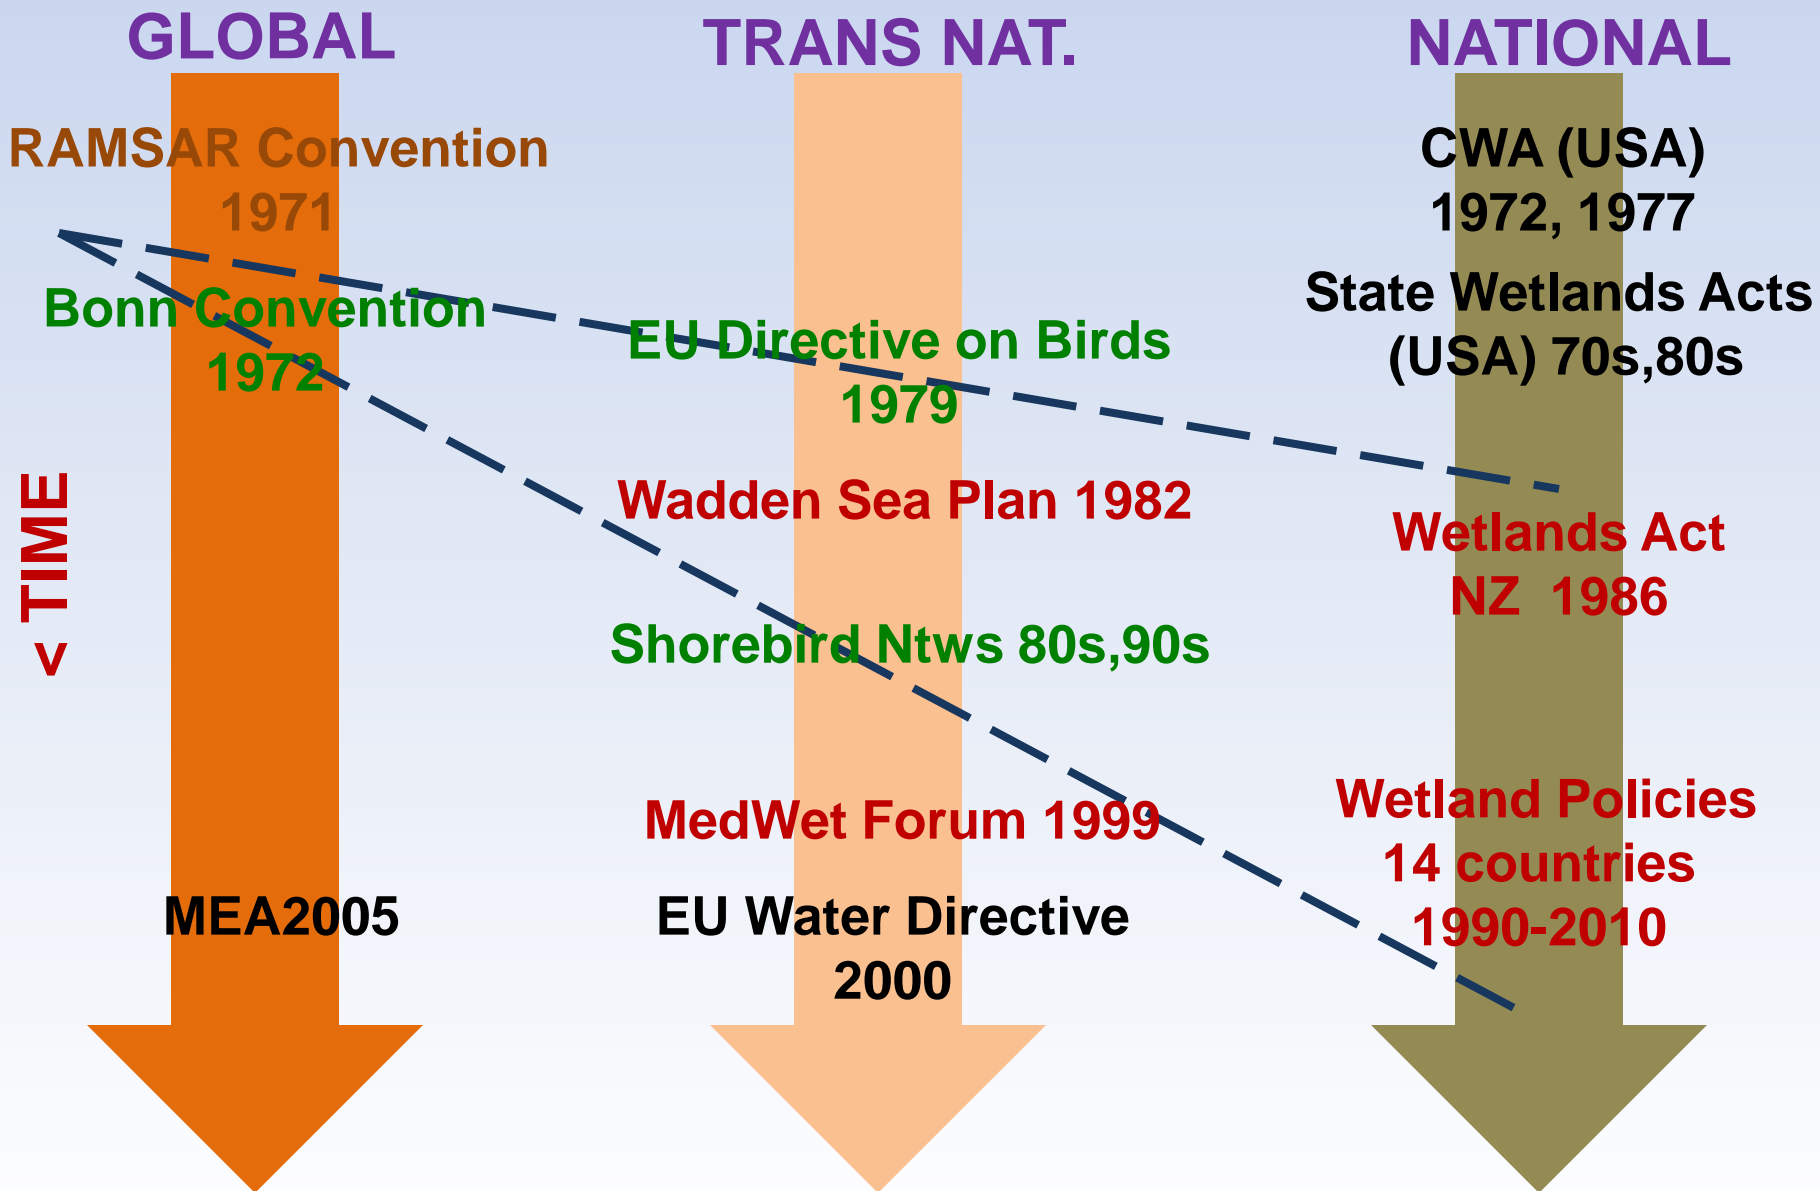 GLOBAL
RAMSAR Convention
1971
Bonn Convention
1972
MEA2005
< TIME
TRANS NAT.
EU Directive on Birds
1979
Wadden Sea Plan 1982
Shorebird Ntws 80s,90s
MedWet Forum 1999
EU Water Directive
2000
NATIONAL
CWA (USA)
1972, 1977
State Wetlands Acts
(USA) 70s,80s
Wetlands Act
NZ 1986
Wetland Policies
14 countries
1990-2010